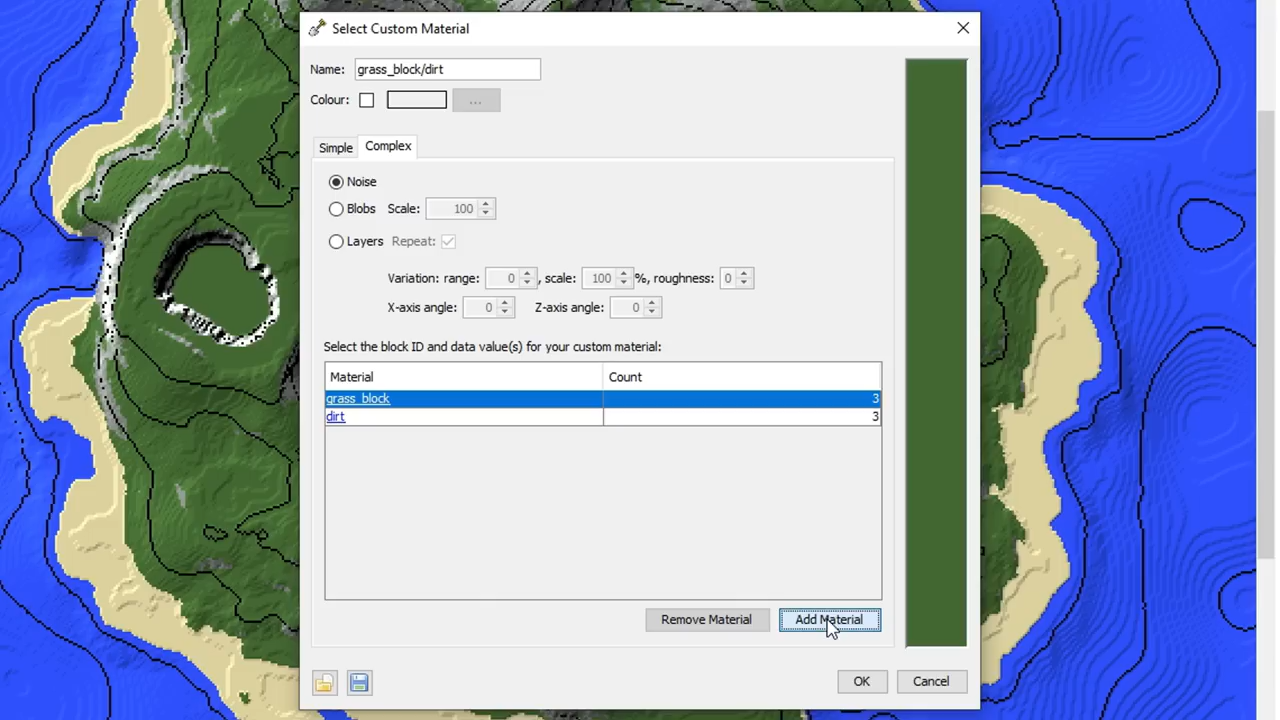 Select Custom Material
Name: grass_block/dirt
Colour: ...
Simple Complex
Noise
Blobs Scale: 100
Layers Repeat:
Variation: range: 0 , scale: 100 %, roughness: 0
X-axis angle: 0 Z-axis angle: 0
Select the block ID and data value(s) for your custom material:
Material Count
grass_block 3
dirt 3
Remove Material Add Material
OK Cancel